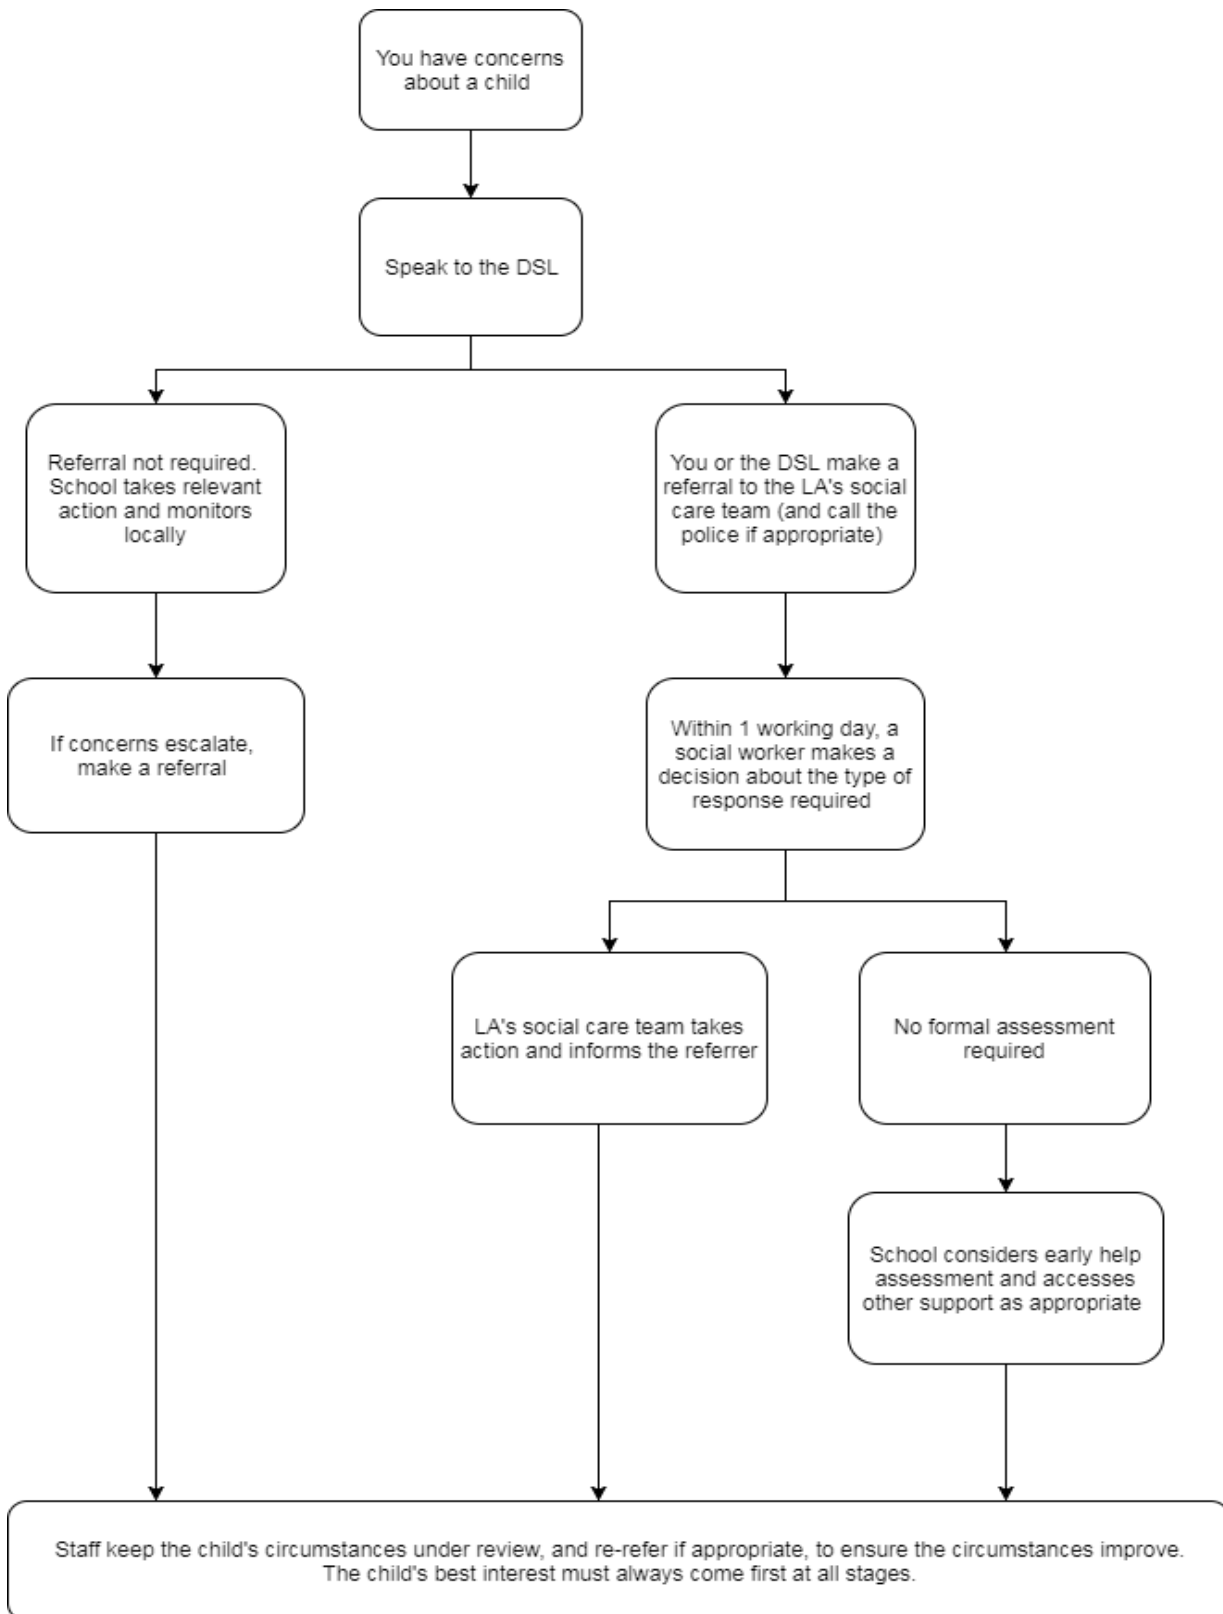 You have concerns
about a child
Speak to the DSL
Referral not required.
School takes relevant
action and monitors
locally
You or the DSL make a
referral to the LA's social
care team (and call the
police if appropriate)
If concerns escalate,
make a referral
Within 1 working day, a
social worker makes a
decision about the type of
response required
LA's social care team takes
action and informs the referrer
No formal assessment
required
School considers early help
assessment and accesses
other support as appropriate
Staff keep the child's circumstances under review, and re-refer if appropriate, to ensure the circumstances improve.
The child's best interest must always come first at all stages.